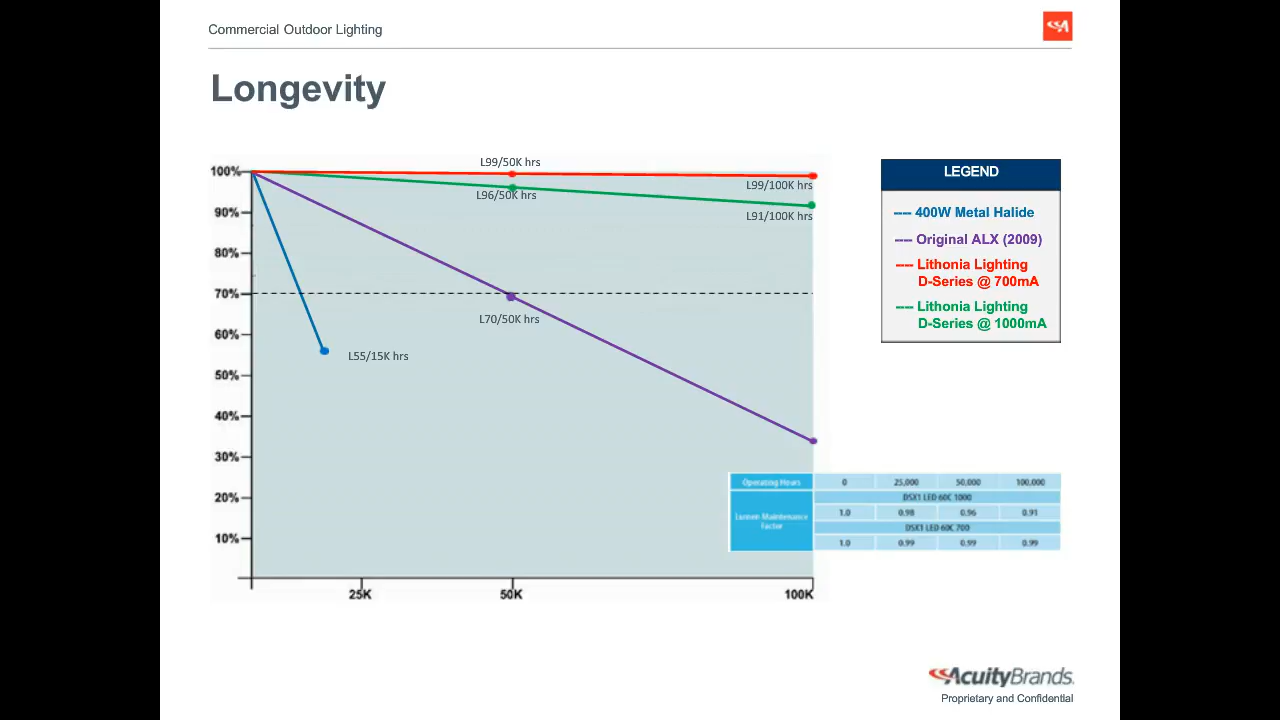 Commercial Outdoor Lighting
Longevity
100%
90%
80%
70%
60%
50%
40%
30%
20%
10%
25K
50K
100K
L99/50K hrs
L96/50K hrs
L99/100K hrs
L91/100K hrs
L70/50K hrs
L55/15K hrs
LEGEND
---- 400W Metal Halide
---- Original ALX (2009)
---- Lithonia Lighting
D-Series @ 700mA
---- Lithonia Lighting
D-Series @ 1000mA
Operating Hours 0 25,000 50,000 100,000
Lumen Maintenance
Factor
DSX1 LED 60C 1000
1.0 0.98 0.96 0.91
DSX1 LED 60C 700
1.0 0.99 0.99 0.99
AcuityBrands.
Proprietary and Confidential